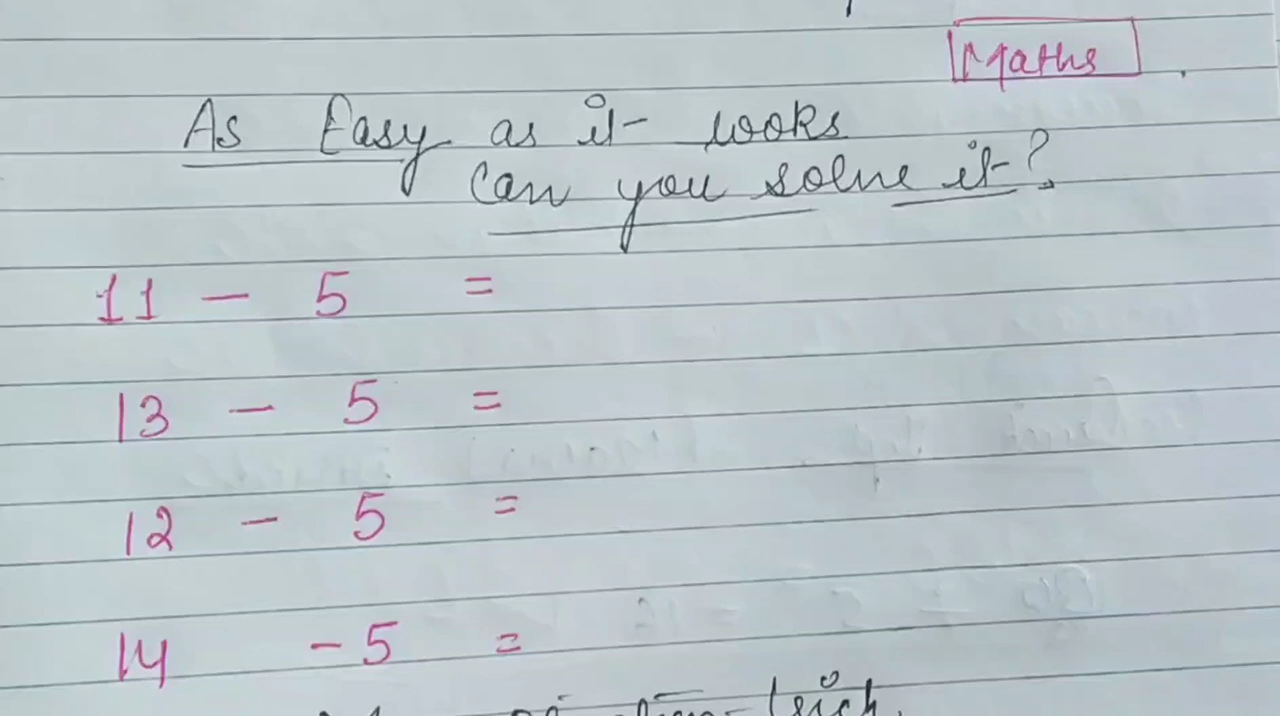 Maths
As Easy as it looks
can you solve it?
11 - 5 =
13 - 5 =
12 - 5 =
14 - 5 =